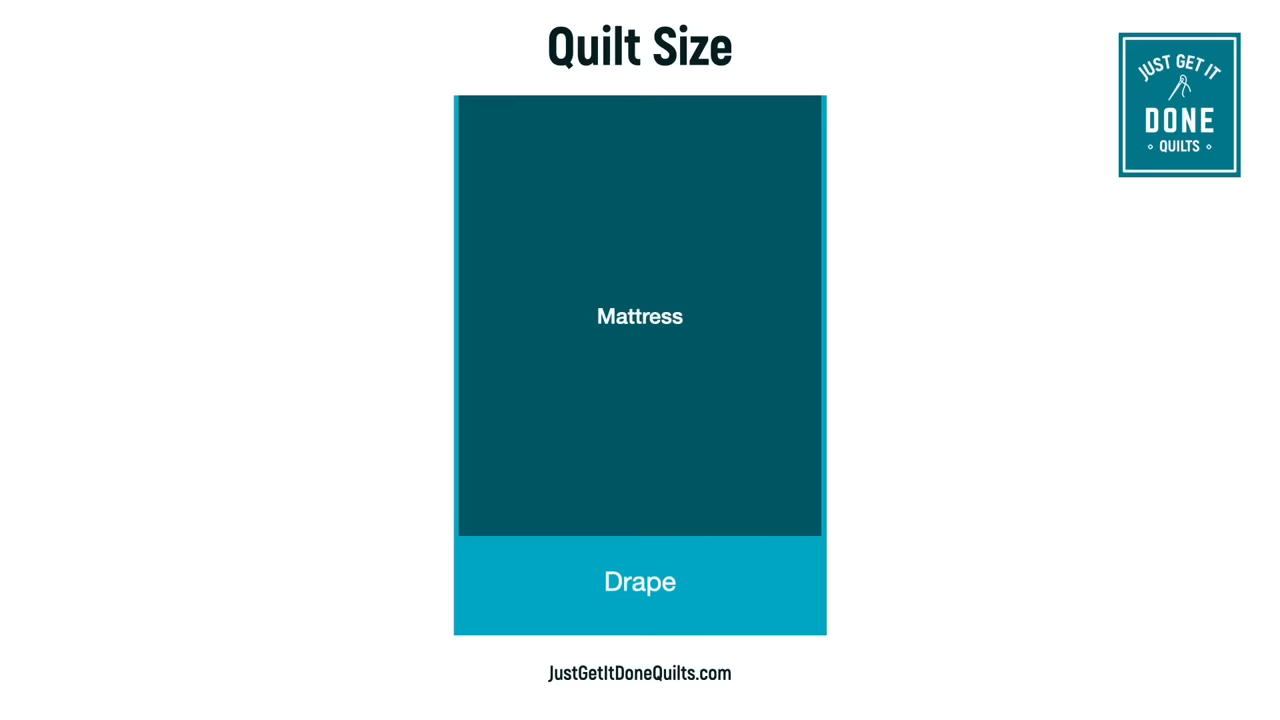 Quilt Size
JUST GET IT
DONE
QUILTS
Mattress
Drape
JustGetItDoneQuilts.com